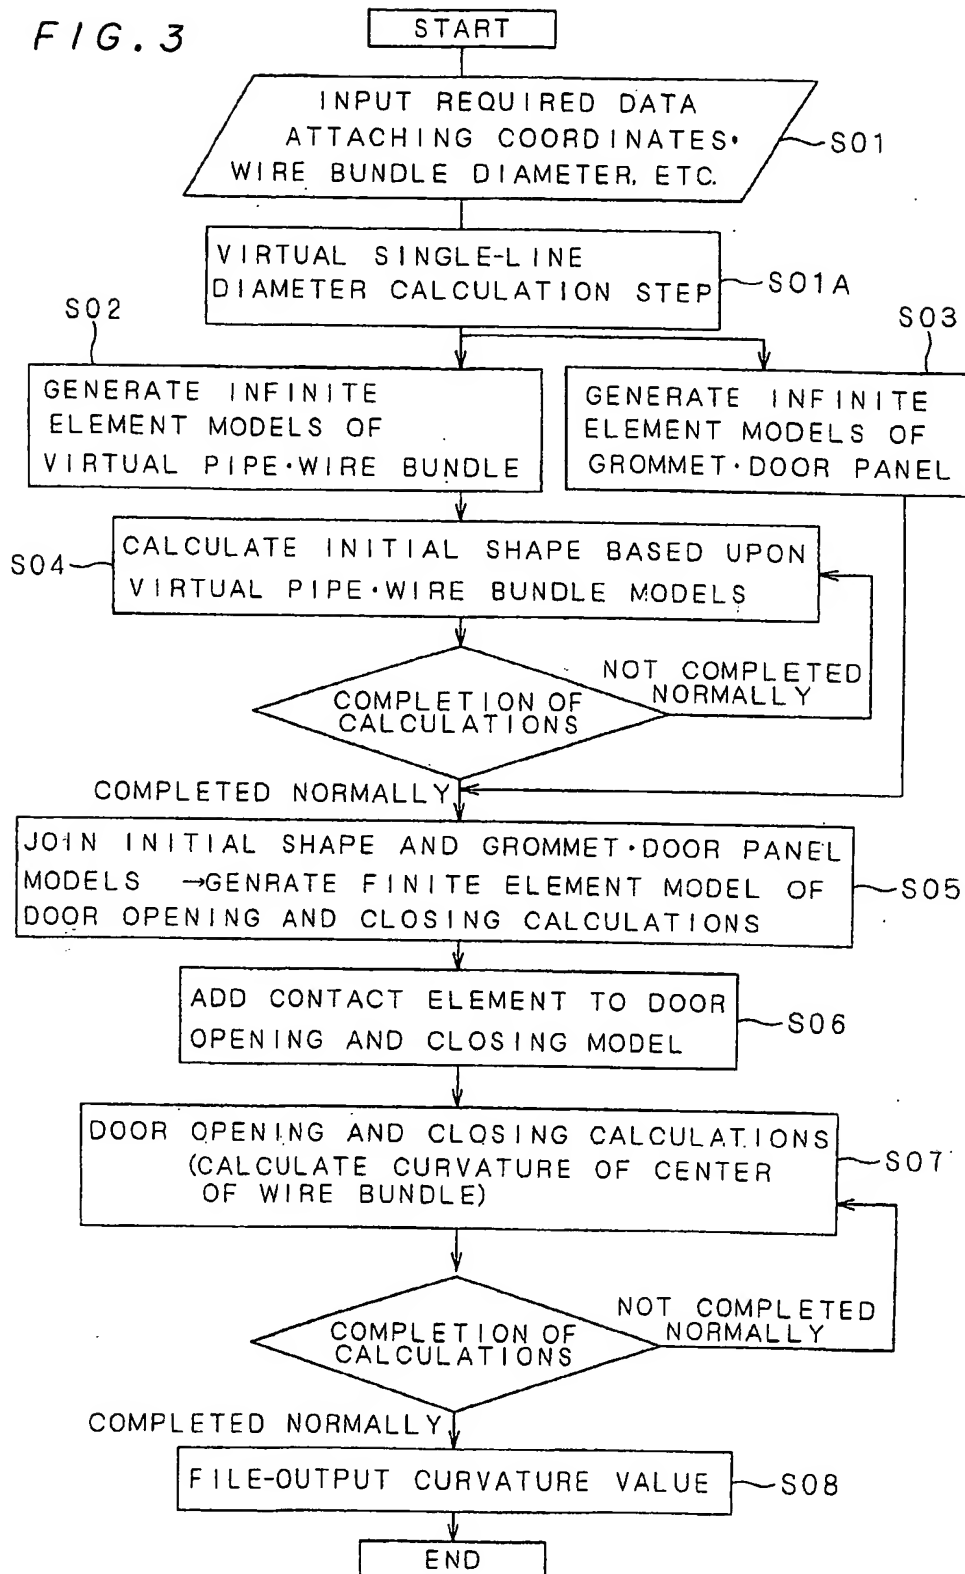 FIG.3
START
INPUT REQUIRED DATA
ATTACHING COORDINATES·
WIRE BUNDLE DIAMETER, ETC.
S01
VIRTUAL SINGLE-LINE
DIAMETER CALCULATION STEP
S01A
S02
S03
GENERATE INFINITE
ELEMENT MODELS OF
VIRTUAL PIPE·WIRE BUNDLE
GENERATE INFINITE
ELEMENT MODELS OF
GROMMET·DOOR PANEL
S04
CALCULATE INITIAL SHAPE BASED UPON
VIRTUAL PIPE·WIRE BUNDLE MODELS
NOT COMPLETED
NORMALLY
COMPLETION OF
CALCULATIONS
COMPLETED NORMALLY
JOIN INITIAL SHAPE AND GROMMET·DOOR PANEL
MODELS →GENRATE FINITE ELEMENT MODEL OF
DOOR OPENING AND CLOSING CALCULATIONS
S05
ADD CONTACT ELEMENT TO DOOR
OPENING AND CLOSING MODEL
S06
DOOR OPENING AND CLOSING CALCULATIONS
(CALCULATE CURVATURE OF CENTER
OF WIRE BUNDLE)
S07
NOT COMPLETED
NORMALLY
COMPLETION OF
CALCULATIONS
COMPLETED NORMALLY
FILE-OUTPUT CURVATURE VALUE
S08
END